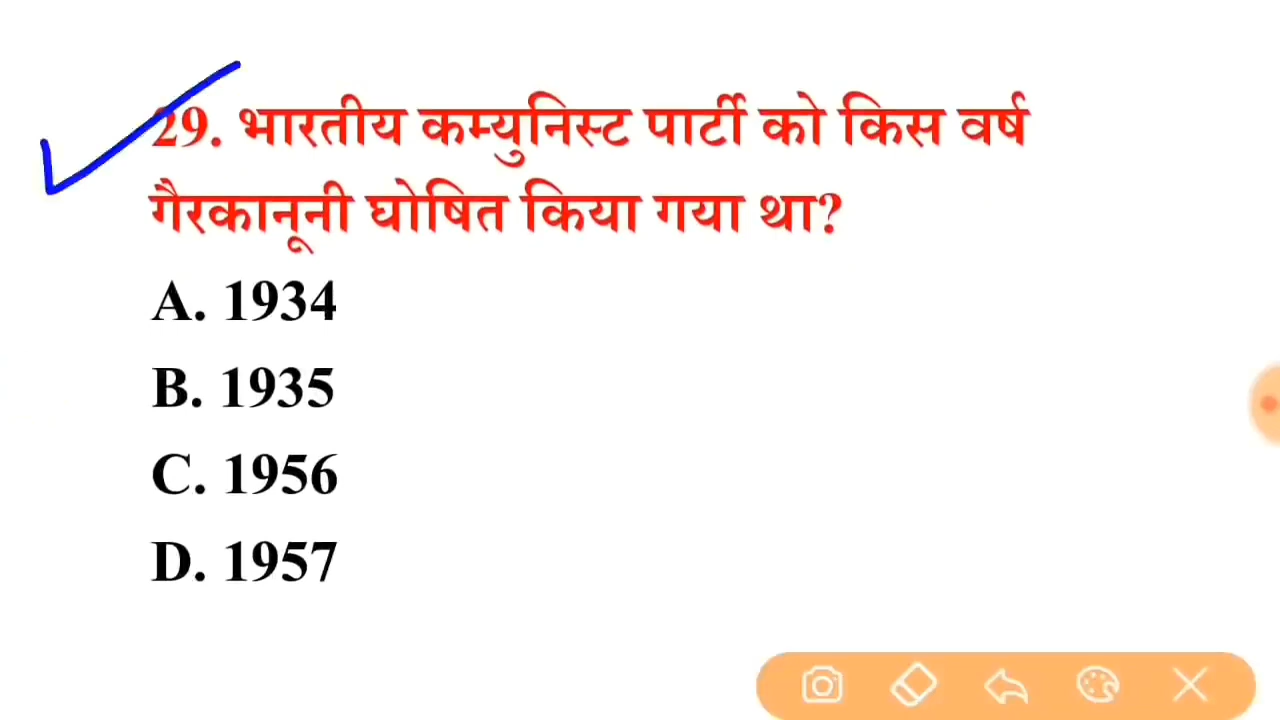 29. भारतीय कम्युनिस्ट पार्टी को किस वर्ष
गैरकानूनी घोषित किया गया था?
A. 1934
B. 1935
C. 1956
D. 1957